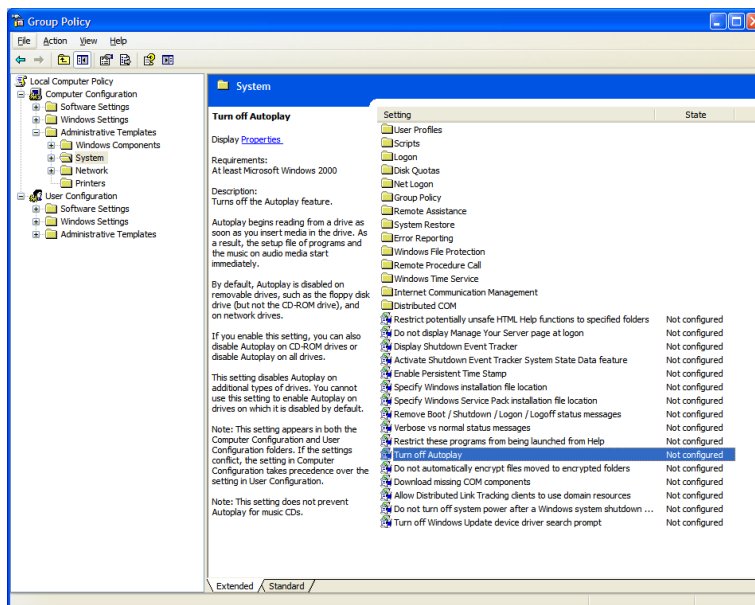 Group Policy
File Action View Help
Local Computer Policy
Computer Configuration
Software Settings
Windows Settings
Administrative Templates
Windows Components
System
Network
Printers
User Configuration
Software Settings
Windows Settings
Administrative Templates
System
Turn off Autoplay
Display Properties
Requirements:
At least Microsoft Windows 2000
Description:
Turns off the Autoplay feature.
Autoplay begins reading from a drive as
soon as you insert media in the drive. As
a result, the setup file of programs and
the music on audio media start
immediately.
By default, Autoplay is disabled on
removable drives, such as the floppy disk
drive (but not the CD-ROM drive), and
on network drives.
If you enable this setting, you can also
disable Autoplay on CD-ROM drives or
disable Autoplay on all drives.
This setting disables Autoplay on
additional types of drives. You cannot
use this setting to enable Autoplay on
drives on which it is disabled by default.
Note: This setting appears in both the
Computer Configuration and User
Configuration folders. If the settings
conflict, the setting in Computer
Configuration takes precedence over the
setting in User Configuration.
Note: This setting does not prevent
Autoplay for music CDs.
Setting State
User Profiles
Scripts
Logon
Disk Quotas
Net Logon
Group Policy
Remote Assistance
System Restore
Error Reporting
Windows File Protection
Remote Procedure Call
Windows Time Service
Internet Communication Management
Distributed COM
Restrict potentially unsafe HTML Help functions to specified folders Not configured
Do not display Manage Your Server page at logon Not configured
Display Shutdown Event Tracker Not configured
Activate Shutdown Event Tracker System State Data feature Not configured
Enable Persistent Time Stamp Not configured
Specify Windows installation file location Not configured
Specify Windows Service Pack installation file location Not configured
Remove Boot / Shutdown / Logon / Logoff status messages Not configured
Verbose vs normal status messages Not configured
Restrict these programs from being launched from Help Not configured
Turn off Autoplay Not configured
Do not automatically encrypt files moved to encrypted folders Not configured
Download missing COM components Not configured
Allow Distributed Link Tracking clients to use domain resources Not configured
Do not turn off system power after a Windows system shutdown ... Not configured
Turn off Windows Update device driver search prompt Not configured
Extended Standard